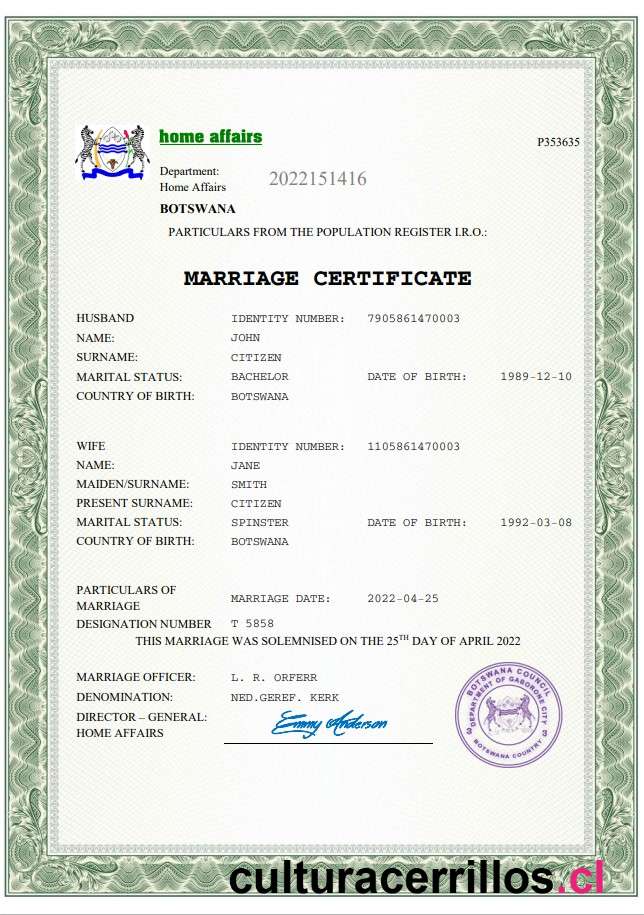 home affairs
P353635
Department:
Home Affairs
2022151416
BOTSWANA
PARTICULARS FROM THE POPULATION REGISTER I.R.O.:
MARRIAGE CERTIFICATE
HUSBAND IDENTITY NUMBER: 7905861470003
NAME: JOHN
SURNAME: CITIZEN
MARITAL STATUS: BACHELOR DATE OF BIRTH: 1989-12-10
COUNTRY OF BIRTH: BOTSWANA
WIFE IDENTITY NUMBER: 1105861470003
NAME: JANE
MAIDEN/SURNAME: SMITH
PRESENT SURNAME: CITIZEN
MARITAL STATUS: SPINSTER DATE OF BIRTH: 1992-03-08
COUNTRY OF BIRTH: BOTSWANA
PARTICULARS OF
MARRIAGE MARRIAGE DATE: 2022-04-25
DESIGNATION NUMBER T 5858
THIS MARRIAGE WAS SOLEMNISED ON THE 25TH DAY OF APRIL 2022
MARRIAGE OFFICER: L. R. ORFERR
DENOMINATION: NED.GEREF. KERK
DIRECTOR – GENERAL: Emmy Anderson
HOME AFFAIRS
BOTSWANA COUNCIL
DEPARTMENT OF GABORONE CITY
BOTSWANA COUNTRY
culturacerrillos.cl